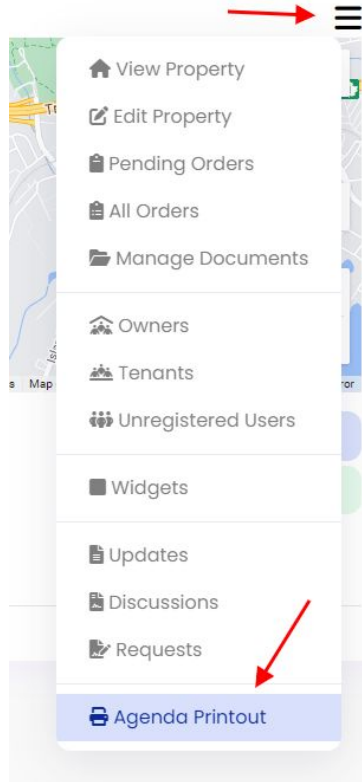 View Property
Edit Property
Pending Orders
All Orders
Manage Documents
Owners
Tenants
Unregistered Users
Widgets
Updates
Discussions
Requests
Agenda Printout
Map